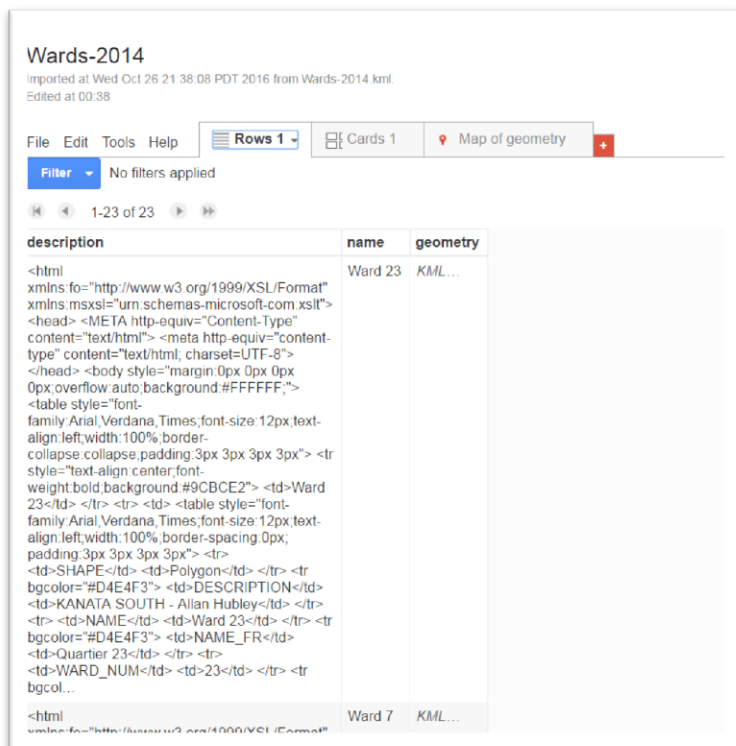 Wards-2014
Imported at Wed Oct 26 21:38:08 PDT 2016 from Wards-2014.kml.
Edited at 00:38
File Edit Tools Help Rows 1 Cards 1 Map of geometry +
Filter No filters applied
1-23 of 23
description name geometry
<html Ward 23 KML...
xmlns:fo="http://www.w3.org/1999/XSL/Format"
xmlns:msxsl="urn:schemas-microsoft-com:xslt">
<head> <META http-equiv="Content-Type"
content="text/html"> <meta http-equiv="content-
type" content="text/html; charset=UTF-8">
</head> <body style="margin:0px 0px 0px
0px;overflow:auto;background:#FFFFFF;">
<table style="font-
family:Arial,Verdana,Times;font-size:12px;text-
align:left;width:100%;border-
collapse:collapse;padding:3px 3px 3px 3px"> <tr
style="text-align:center;font-
weight:bold;background:#9CBCE2"> <td>Ward
23</td> </tr> <tr> <td> <table style="font-
family:Arial,Verdana,Times;font-size:12px;text-
align:left;width:100%;border-spacing:0px;
padding:3px 3px 3px 3px"> <tr>
<td>SHAPE</td> <td>Polygon</td> </tr> <tr
bgcolor="#D4E4F3"> <td>DESCRIPTION</td>
<td>KANATA SOUTH - Allan Hubley</td> </tr>
<tr> <td>NAME</td> <td>Ward 23</td> </tr> <tr
bgcolor="#D4E4F3"> <td>NAME_FR</td>
<td>Quartier 23</td> </tr> <tr>
<td>WARD_NUM</td> <td>23</td> </tr> <tr
bgcol...
<html Ward 7 KML...
xmlns:fo="http://www.w3.org/1999/XSL/Format"